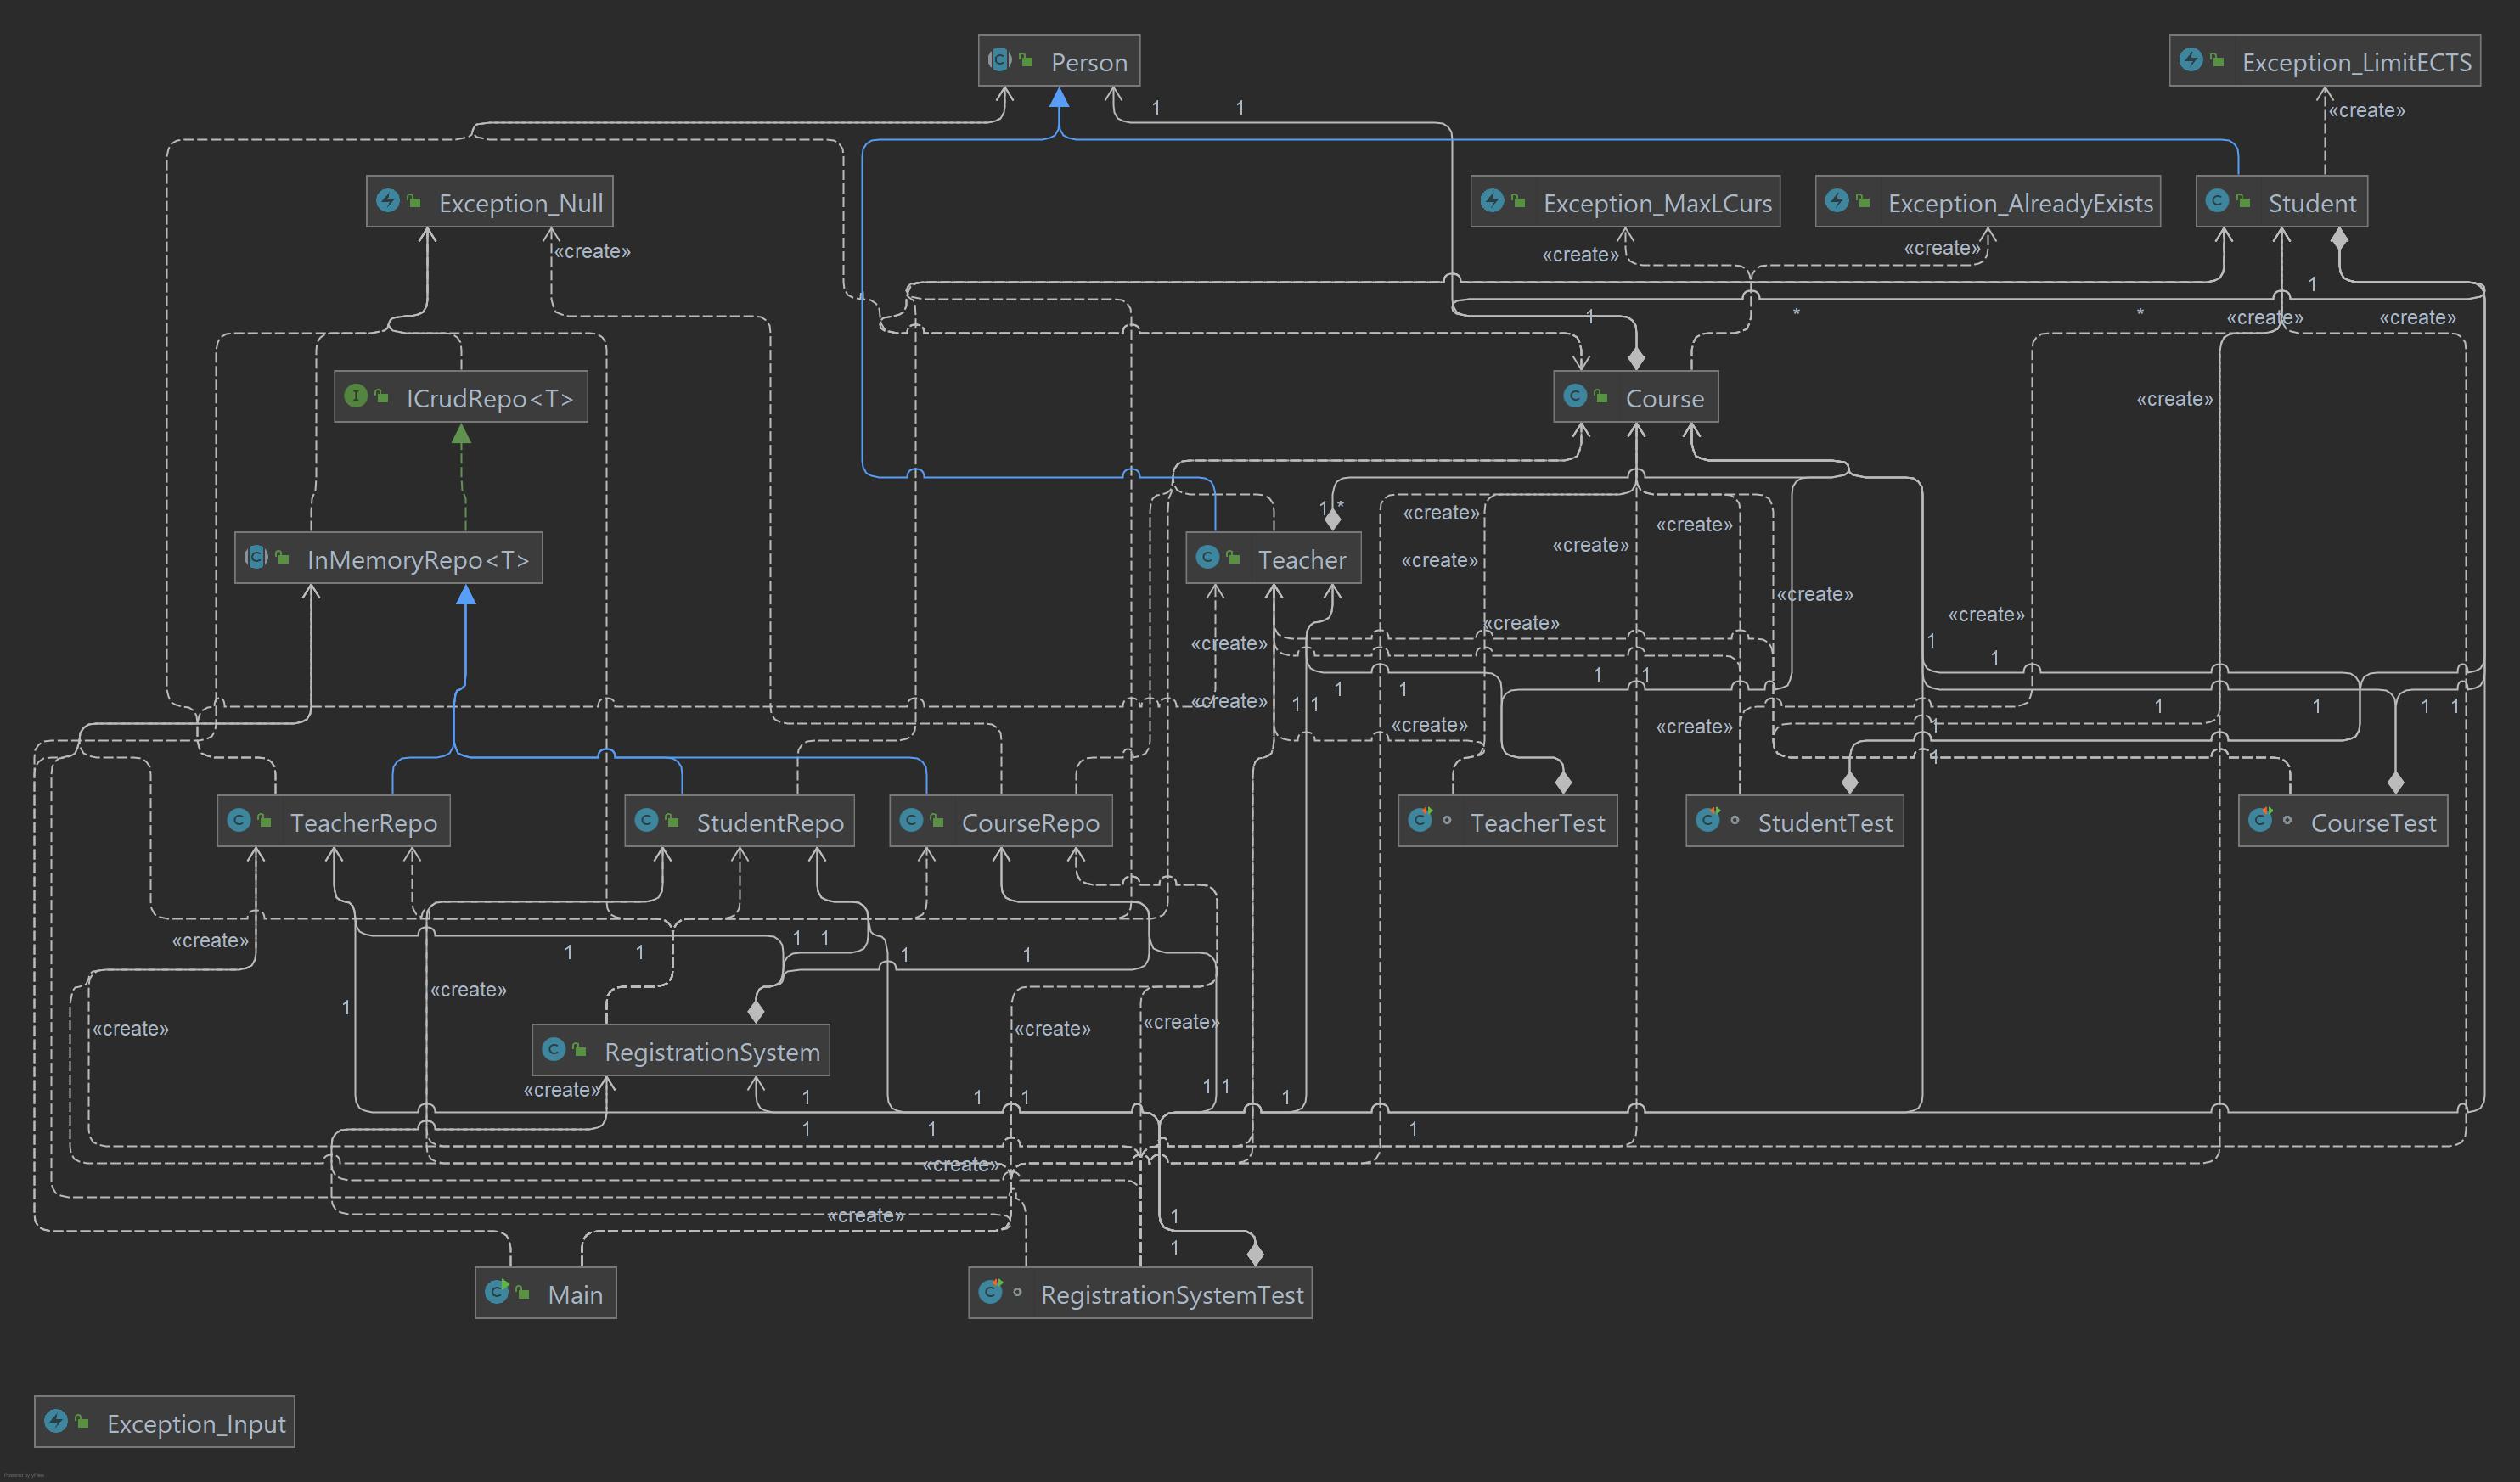 Person
Exception_LimitECTS
1
1
«create»
Exception_Null
Exception_MaxLCurs
Exception_AlreadyExists
Student
«create»
«create»
«create»
1
1
*
*
«create»
«create»
ICrudRepo<T>
Course
«create»
1
*
«create»
«create»
«create»
InMemoryRepo<T>
Teacher
«create»
«create»
«create»
«create»
1
«create»
1
1
1
«create»
1
1
1
1
1
1
1
1
«create»
«create»
«create»
1
1
TeacherRepo
StudentRepo
CourseRepo
TeacherTest
StudentTest
CourseTest
«create»
1
1
1
1
1
1
«create»
1
«create»
«create»
«create»
RegistrationSystem
«create»
1
1
1
1
1
1
1
1
1
«create»
«create»
1
1
Main
RegistrationSystemTest
Exception_Input
Powered by yFiles